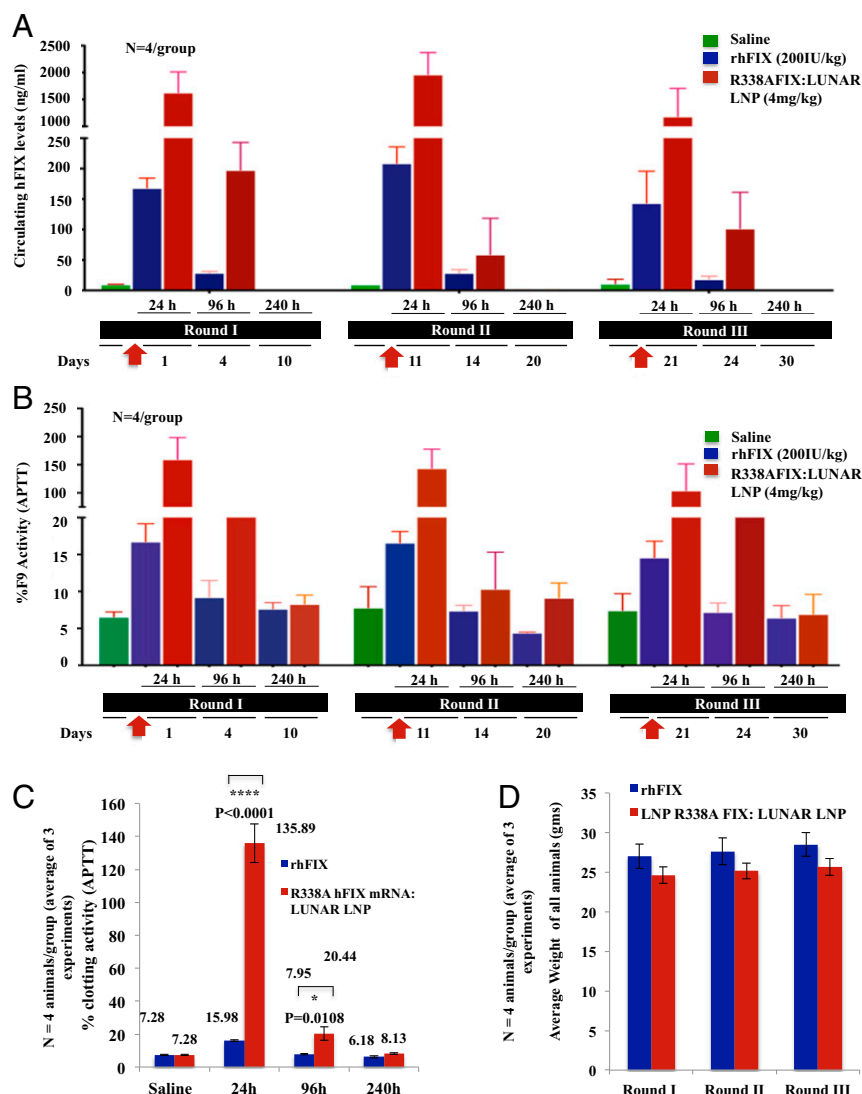 A
N=4/group
Saline
rhFIX (200IU/kg)
R338AFIX:LUNAR
LNP (4mg/kg)
Circulating hFIX levels (ng/ml)
2500
2000
1500
1000
250
200
150
100
50
0
24 h 96 h 240 h 24 h 96 h 240 h 24 h 96 h 240 h
Round I Round II Round III
Days 1 4 10 11 14 20 21 24 30
B
N=4/group
Saline
rhFIX (200IU/kg)
R338AFIX:LUNAR
LNP (4mg/kg)
%F9 Activity (APTT)
250
200
150
100
20
15
10
5
0
24 h 96 h 240 h 24 h 96 h 240 h 24 h 96 h 240 h
Round I Round II Round III
Days 1 4 10 11 14 20 21 24 30
C
N = 4 animals/group (average of 3
experiments)
% clotting activity (APTT)
160
140
120
100
80
60
40
20
0
****
P<0.0001
135.89
rhFIX
R338A hFIX mRNA:
LUNAR LNP
20.44
7.95
*
P=0.0108
7.28
7.28
15.98
6.18
8.13
Saline 24h 96h 240h
D
rhFIX
LNP R338A FIX: LUNAR LNP
N = 4 animals/group (average of 3
experiments)
Average Weight of all animals (gms)
35
30
25
20
15
10
5
0
Round I Round II Round III